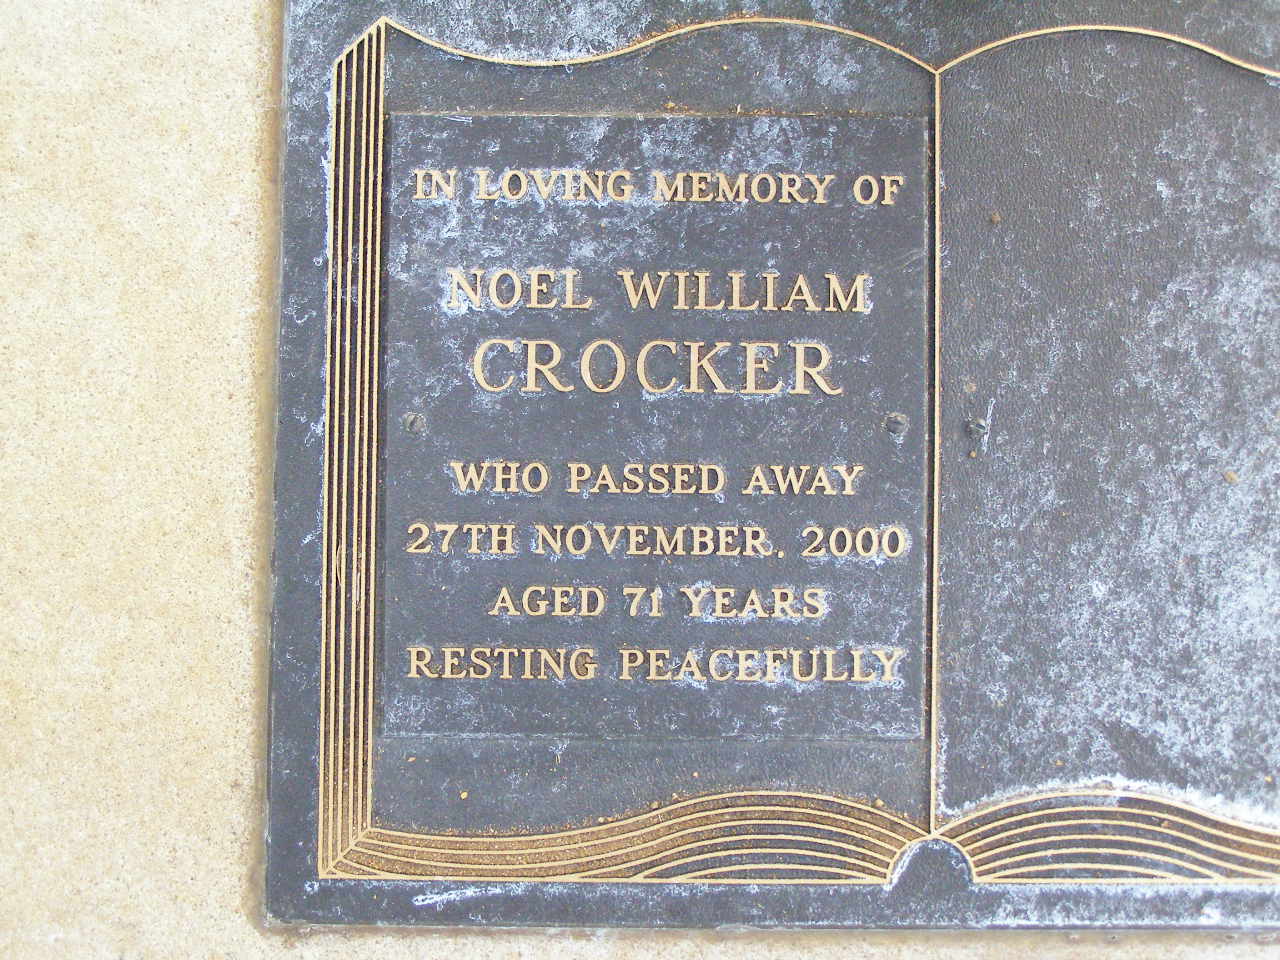 IN LOVING MEMORY OF
NOEL WILLIAM
CROCKER
WHO PASSED AWAY
27TH NOVEMBER. 2000
AGED 71 YEARS
RESTING PEACEFULLY